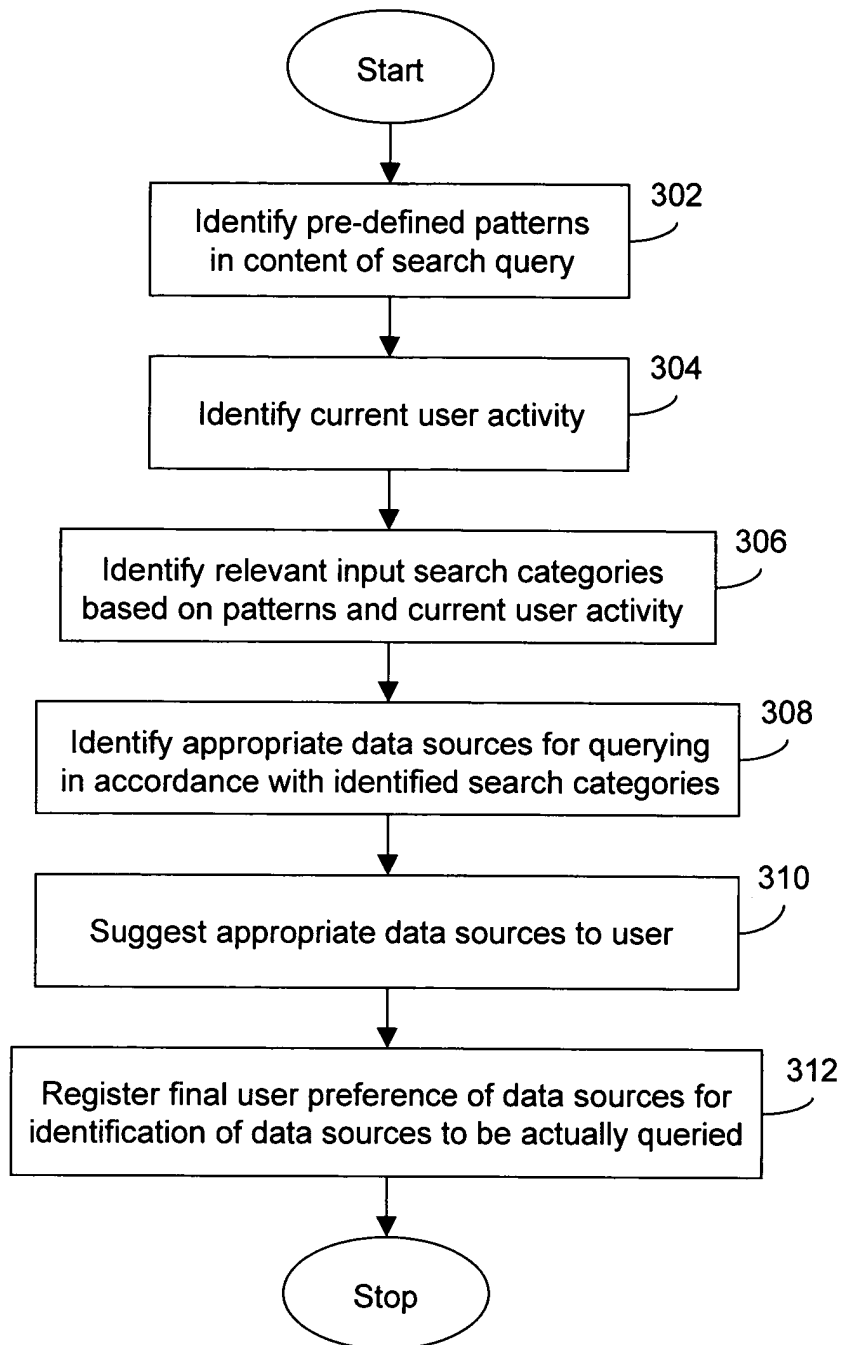 Start
302
Identify pre-defined patterns
in content of search query
304
Identify current user activity
306
Identify relevant input search categories
based on patterns and current user activity
308
Identify appropriate data sources for querying
in accordance with identified search categories
310
Suggest appropriate data sources to user
312
Register final user preference of data sources for
identification of data sources to be actually queried
Stop